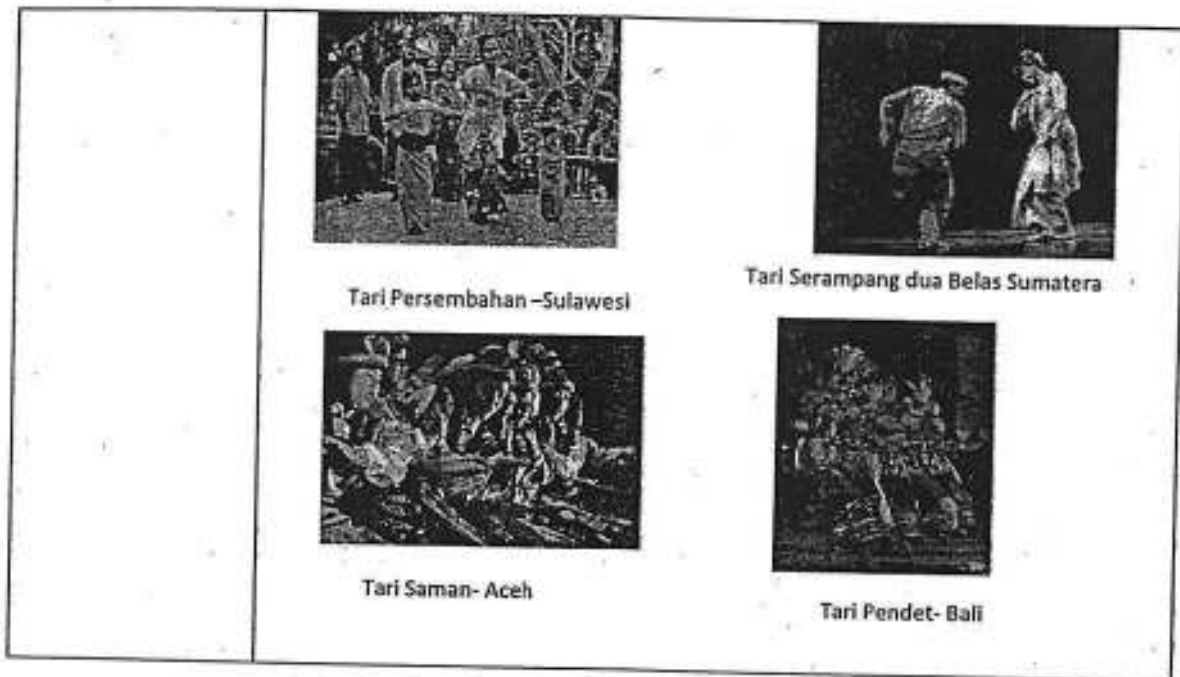 Tari Persembahan –Sulawesi
Tari Serampang dua Belas Sumatera
Tari Saman- Aceh
Tari Pendet- Bali